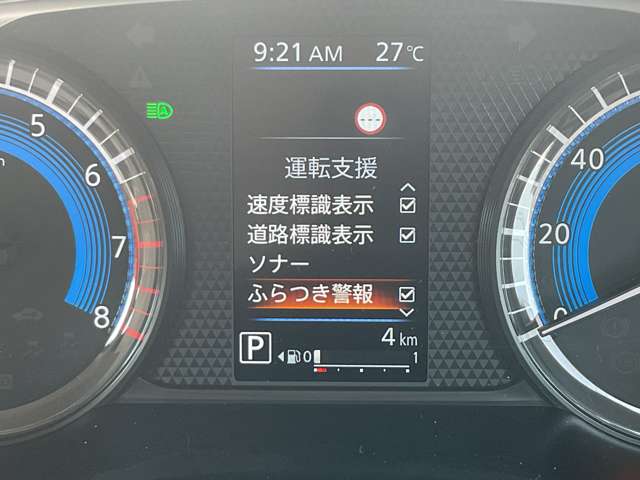 9:21 AM 27℃
運転支援
速度標識表示
道路標識表示
ソナー
ふらつき警報
4 km
P 0 1
5
6
7
8
40
20
0
A